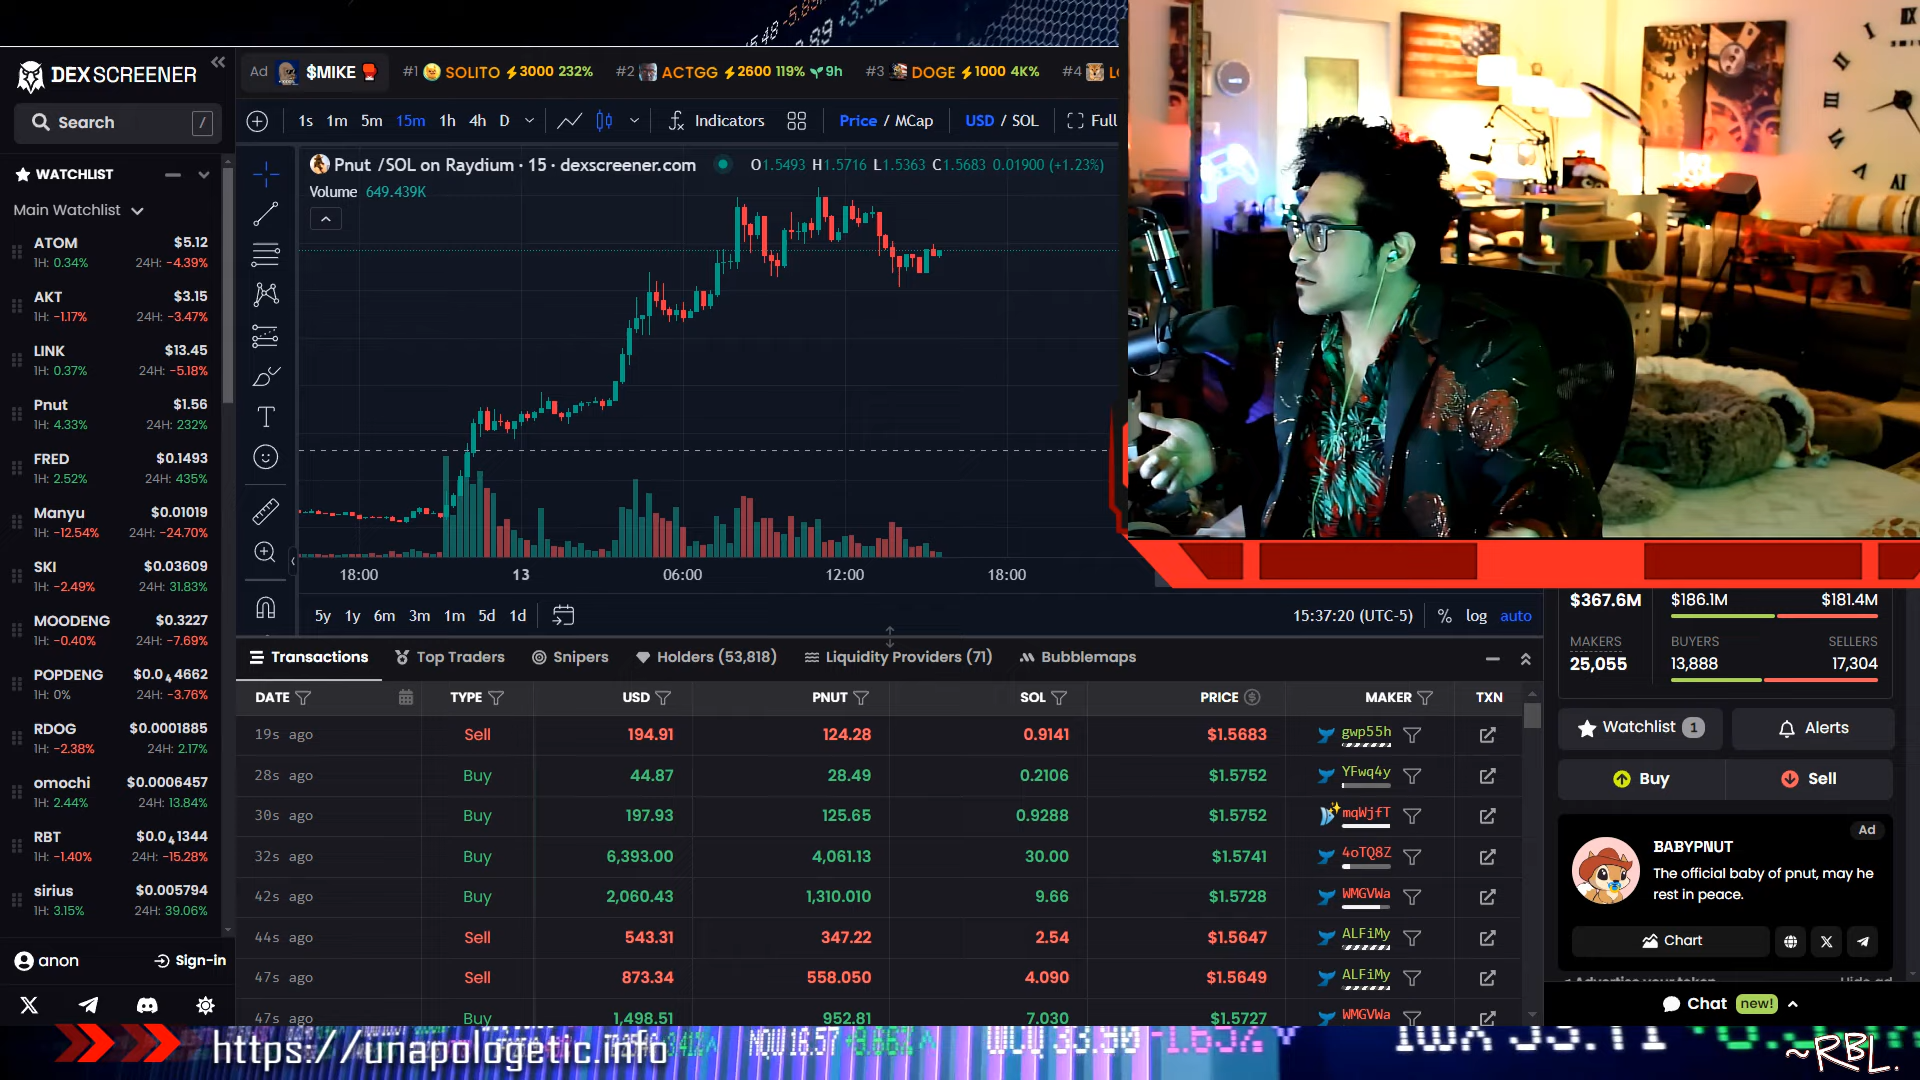 DEX SCREENER
Search /
WATCHLIST
Main Watchlist
ATOM $5.12
1H: 0.34% 24H: -4.39%
AKT $3.15
1H: -1.17% 24H: -3.47%
LINK $13.45
1H: 0.37% 24H: -5.18%
Pnut $1.56
1H: 4.33% 24H: 232%
FRED $0.1493
1H: 2.52% 24H: 435%
Manyu $0.01019
1H: -12.54% 24H: -24.70%
SKI $0.03609
1H: -2.49% 24H: 31.83%
MOODENG $0.3227
1H: -0.40% 24H: -7.69%
POPDENG $0.0₄4662
1H: 0% 24H: -3.76%
RDOG $0.0001885
1H: -2.38% 24H: 2.17%
omochi $0.0006457
1H: 2.44% 24H: 13.84%
RBT $0.0₄1344
1H: -1.40% 24H: -15.28%
sirius $0.005794
1H: 3.15% 24H: 39.06%
anon Sign-in
Ad $MIKE #1 SOLITO 3000 232% #2 ACTGG 2600 119% 9h #3 DOGE 1000 4K% #4
1s 1m 5m 15m 1h 4h D Indicators Price / MCap USD / SOL Full
Pnut /SOL on Raydium · 15 · dexscreener.com O1.5493 H1.5716 L1.5363 C1.5683 0.01900 (+1.23%)
Volume 649.439K
18:00 13 06:00 12:00 18:00
5y 1y 6m 3m 1m 5d 1d 15:37:20 (UTC-5) % log auto
Transactions Top Traders Snipers Holders (53,818) Liquidity Providers (71) Bubblemaps
DATE TYPE USD PNUT SOL PRICE MAKER TXN
19s ago Sell 194.91 124.28 0.9141 $1.5683 gwp55h
28s ago Buy 44.87 28.49 0.2106 $1.5752 YFwq4y
30s ago Buy 197.93 125.65 0.9288 $1.5752 mqWjfT
32s ago Buy 6,393.00 4,061.13 30.00 $1.5741 4oTQ8Z
42s ago Buy 2,060.43 1,310.010 9.66 $1.5728 WMGVWa
44s ago Sell 543.31 347.22 2.54 $1.5647 ALFiMy
47s ago Sell 873.34 558.050 4.090 $1.5649 ALFiMy
47s ago Buy 1,498.51 952.81 7.030 $1.5727 WMGVWa
$367.6M $186.1M $181.4M
MAKERS BUYERS SELLERS
25,055 13,888 17,304
Watchlist 1 Alerts
Buy Sell
Ad
BABYPNUT
The official baby of pnut, may he
rest in peace.
Chart
Chat new!
https://unapologetic.info
~RBL.